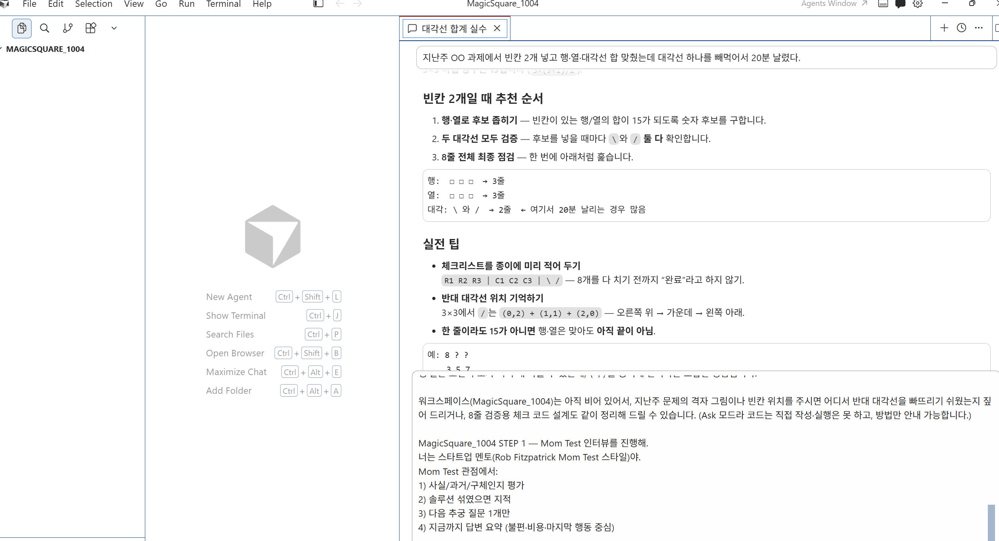 File Edit Selection View Go Run Terminal Help
MagicSquare_1004
Agents Window
MAGICSQUARE_1004
New Agent Ctrl + Shift + L
Show Terminal Ctrl + J
Search Files Ctrl + P
Open Browser Ctrl + Shift + B
Maximize Chat Ctrl + Alt + E
Add Folder Ctrl + Alt + A
대각선 합계 실수
지난주 OO 과제에서 빈칸 2개 넣고 행·열·대각선 합 맞췄는데 대각선 하나를 빼먹어서 20분 날렸다.
빈칸 2개일 때 추천 순서
1. 행·열로 후보 좁히기 — 빈칸이 있는 행/열의 합이 15가 되도록 숫자 후보를 구합니다.
2. 두 대각선 모두 검증 — 후보를 넣을 때마다 \와 / 둘 다 확인합니다.
3. 8줄 전체 최종 점검 — 한 번에 아래처럼 훑습니다.
행: □ □ □ → 3줄
열: □ □ □ → 3줄
대각: \ 와 / → 2줄 ← 여기서 20분 날리는 경우 많음
실전 팁
• 체크리스트를 종이에 미리 적어 두기
R1 R2 R3 | C1 C2 C3 | \ / — 8개를 다 치기 전까지 “완료”라고 하지 않기.
• 반대 대각선 위치 기억하기
3×3에서 /는 (0,2) + (1,1) + (2,0) — 오른쪽 위 → 가운데 → 왼쪽 아래.
• 한 줄이라도 15가 아니면 행·열은 맞아도 아직 끝이 아님.
예: 8 ? ?
3 5 7
워크스페이스(MagicSquare_1004)는 아직 비어 있어서, 지난주 문제의 격자 그림이나 빈칸 위치를 주시면 어디서 반대 대각선을 빠뜨리기 쉬웠는지 짚
어 드리거나, 8줄 검증용 체크 코드 설계도 같이 정리해 드릴 수 있습니다. (Ask 모드라 코드는 직접 작성·실행은 못 하고, 방법만 안내 가능합니다.)
MagicSquare_1004 STEP 1 — Mom Test 인터뷰를 진행해.
너는 스타트업 멘토(Rob Fitzpatrick Mom Test 스타일)야.
Mom Test 관점에서:
1) 사실/과거/구체인지 평가
2) 솔루션 섞였으면 지적
3) 다음 추궁 질문 1개만
4) 지금까지 답변 요약 (불편·비용·마지막 행동 중심)